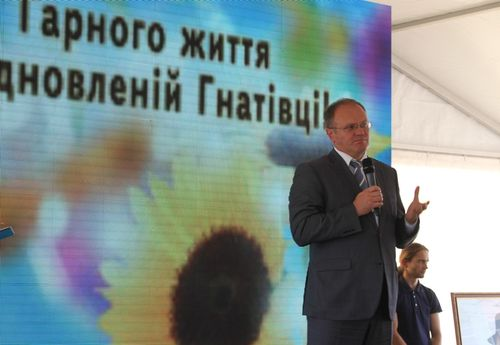 Гарного життя
дновленій Гнатівці!